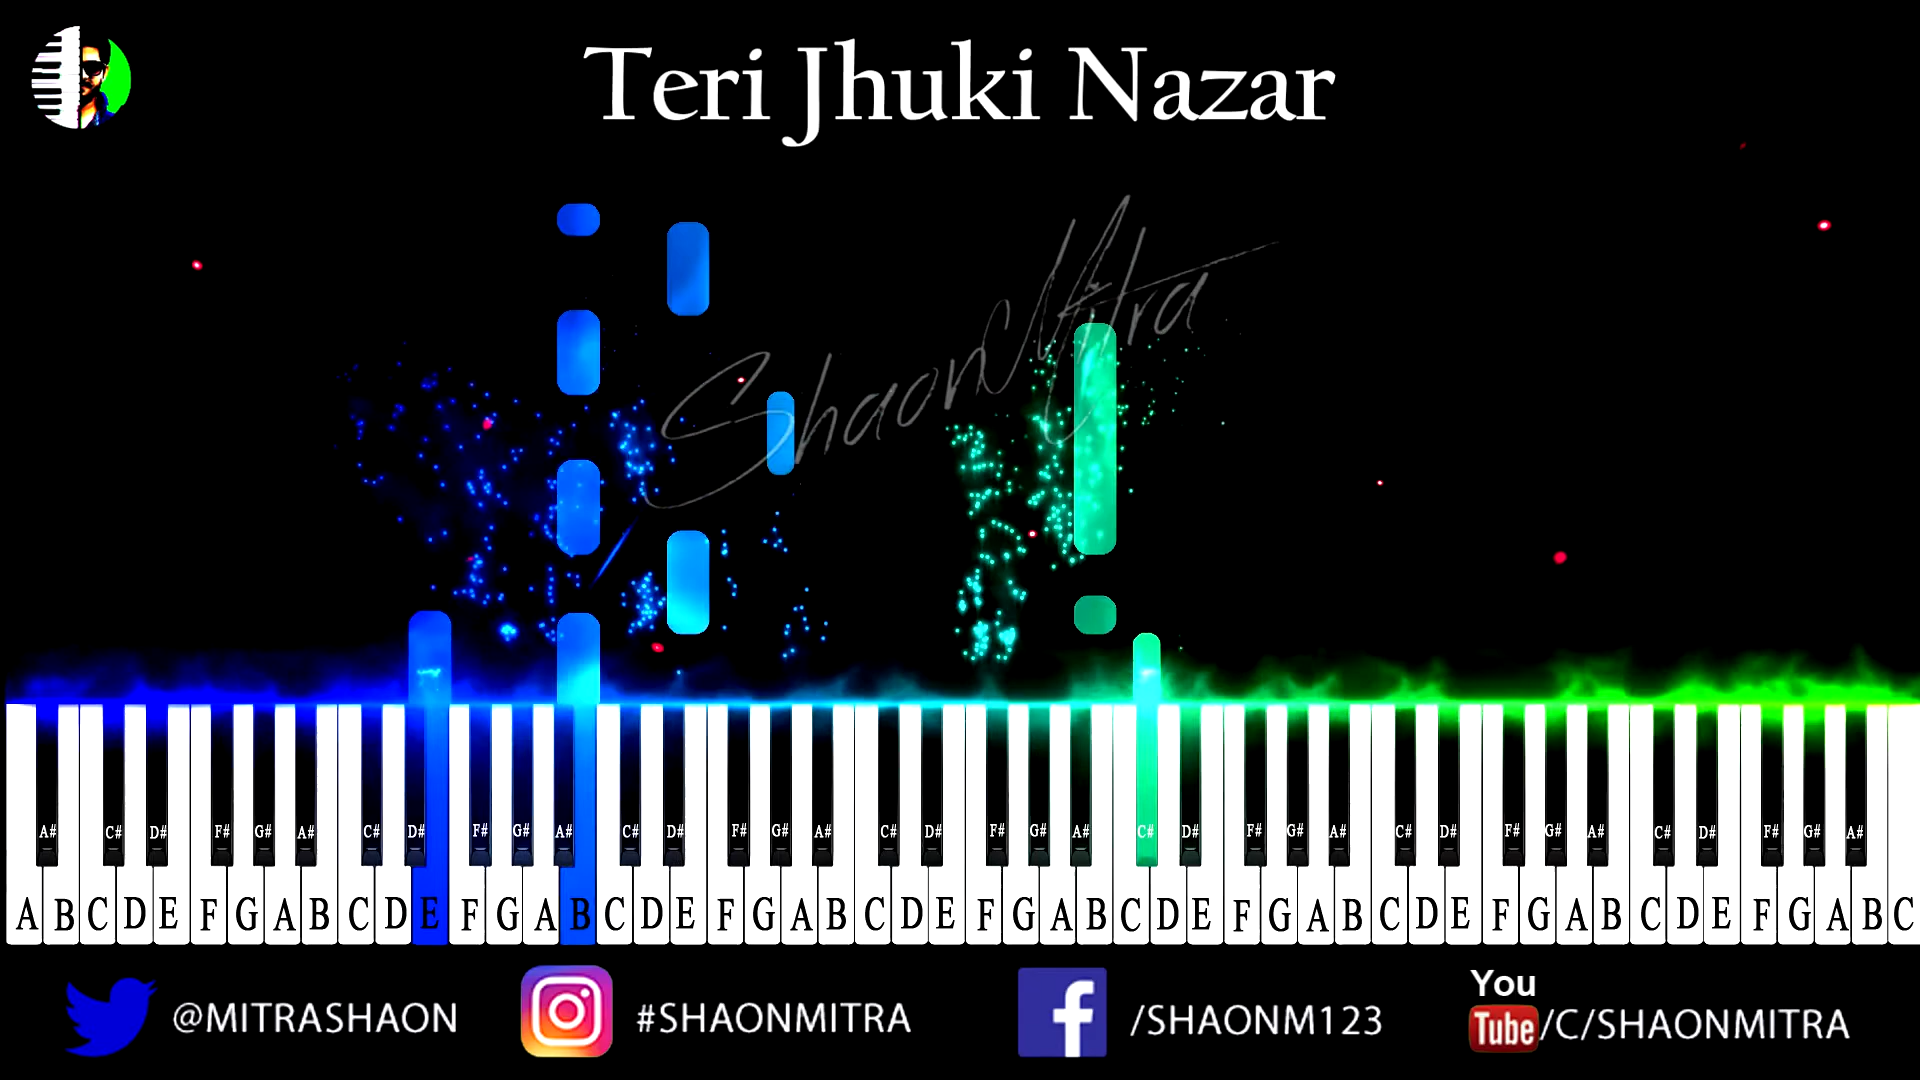 Teri Jhuki Nazar
ShaonMitra
A# C# D# F# G# A# C# D# F# G# A# C# D# F# G# A# C# D# F# G# A# C# D# F# G# A# C# D# F# G# A# C# D# F# G# A#
A B C D E F G A B C D E F G A B C D E F G A B C D E F G A B C D E F G A B C D E F G A B C D E F G A B C
@MITRASHAON
#SHAONMITRA
/SHAONM123
You
Tube /C/SHAONMITRA